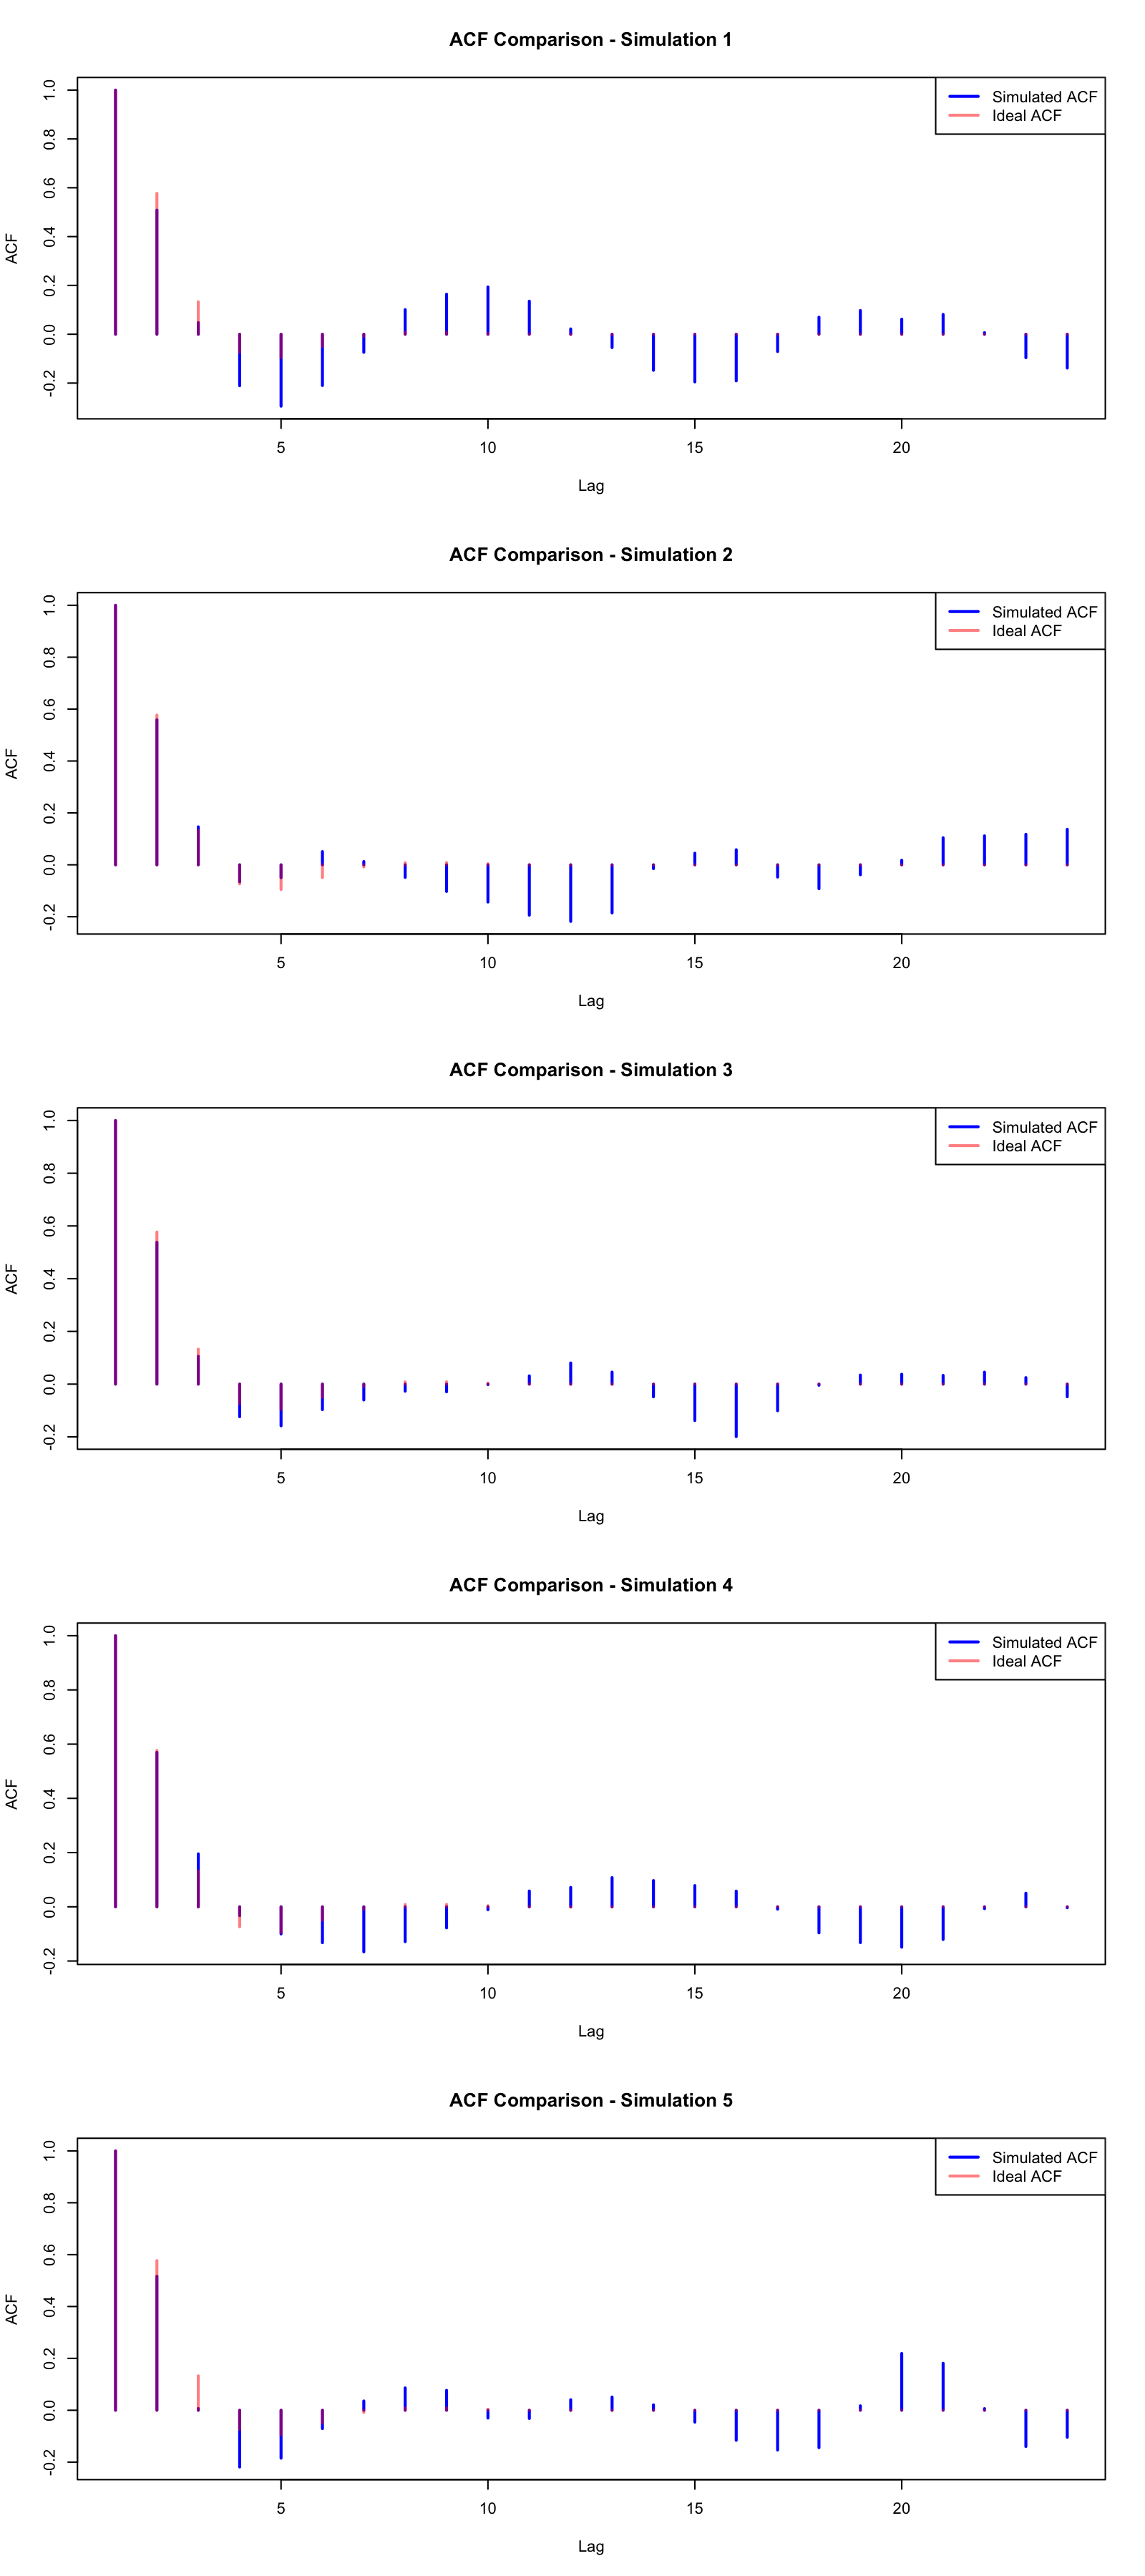 ACF Comparison - Simulation 1
Simulated ACF
Ideal ACF
ACF
1.0
0.8
0.6
0.4
0.2
0.0
-0.2
5 10 15 20
Lag
ACF Comparison - Simulation 2
Simulated ACF
Ideal ACF
ACF
1.0
0.8
0.6
0.4
0.2
0.0
-0.2
5 10 15 20
Lag
ACF Comparison - Simulation 3
Simulated ACF
Ideal ACF
ACF
1.0
0.8
0.6
0.4
0.2
0.0
-0.2
5 10 15 20
Lag
ACF Comparison - Simulation 4
Simulated ACF
Ideal ACF
ACF
1.0
0.8
0.6
0.4
0.2
0.0
-0.2
5 10 15 20
Lag
ACF Comparison - Simulation 5
Simulated ACF
Ideal ACF
ACF
1.0
0.8
0.6
0.4
0.2
0.0
-0.2
5 10 15 20
Lag